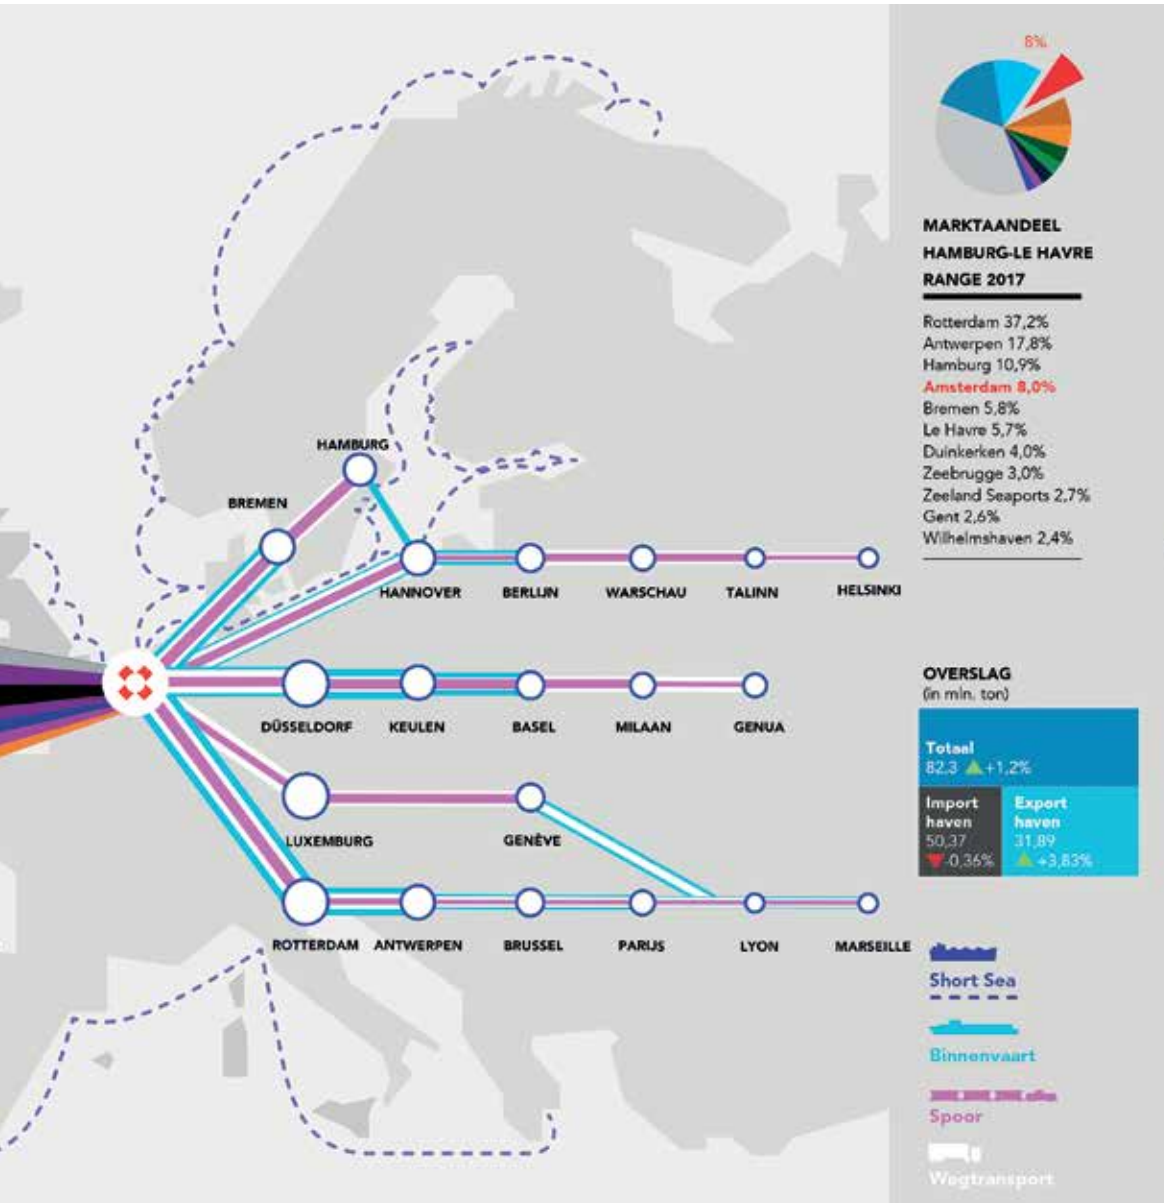 8%
MARKTAANDEEL
HAMBURG-LE HAVRE
RANGE 2017
Rotterdam 37,2%
Antwerpen 17,8%
Hamburg 10,9%
Amsterdam 8,0%
Bremen 5,8%
Le Havre 5,7%
Duinkerken 4,0%
Zeebrugge 3,0%
Zeeland Seaports 2,7%
Gent 2,6%
Wilhelmshaven 2,4%
HAMBURG
BREMEN
HANNOVER BERLIJN WARSCHAU TALINN HELSINKI
DÜSSELDORF KEULEN BASEL MILAAN GENUA
LUXEMBURG GENÈVE
ROTTERDAM ANTWERPEN BRUSSEL PARIJS LYON MARSEILLE
OVERSLAG
(in mln. ton)
Totaal
82.3 +1,2%
Import
haven
50,37
-0,36%
Export
haven
31,89
+3,83%
Short Sea
Binnenvaart
Spoor
Wegtransport